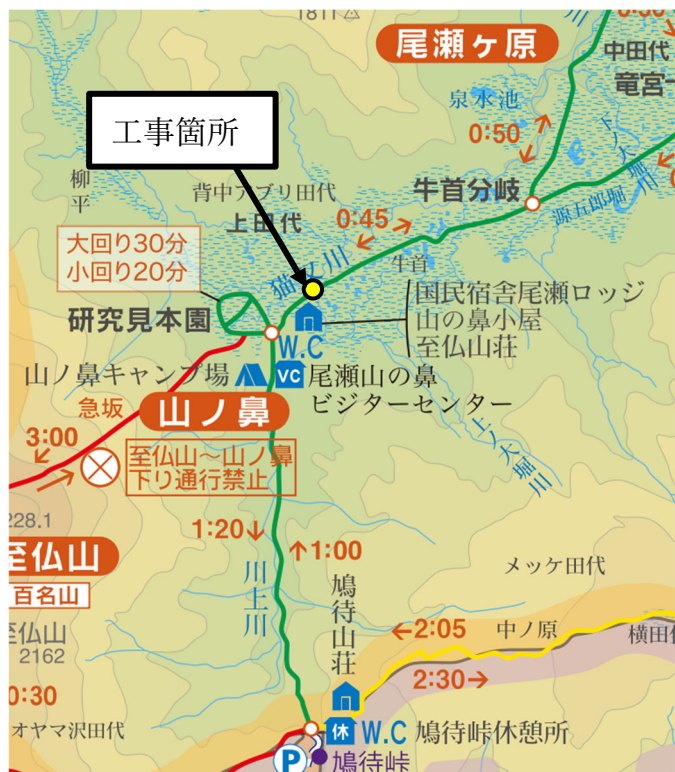 1811
尾瀬ヶ原
中田代
竜宮十
工事箇所
泉水池
0:50
柳平
背中アブリ田代
上田代
牛首分岐
0:45
源五郎堀
下ノ大堀川
大回り30分
小回り20分
猫又川
牛首
国民宿舎尾瀬ロッジ
山の鼻小屋
至仏山荘
研究見本園
W.C
山ノ鼻キャンプ場
VC
尾瀬山の鼻
ビジターセンター
急坂
山ノ鼻
3:00
至仏山～山ノ鼻
下り通行禁止
上ノ大堀川
228.1
1:20↓
↑1:00
至仏山
百名山
川上川
鳩待山荘
メッケ田代
至仏山
2162
←2:05
中ノ原
横田代
2:30→
0:30
オヤマ沢田代
休
W.C
鳩待峠休憩所
P
鳩待峠